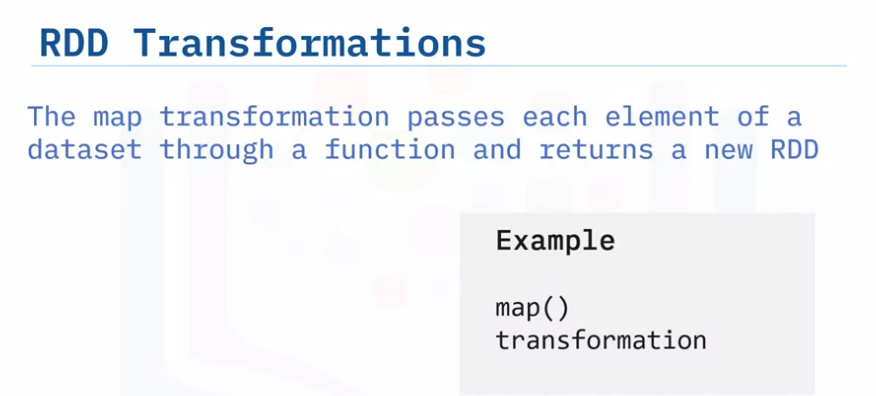 RDD Transformations
The map transformation passes each element of a
dataset through a function and returns a new RDD
Example
map()
transformation